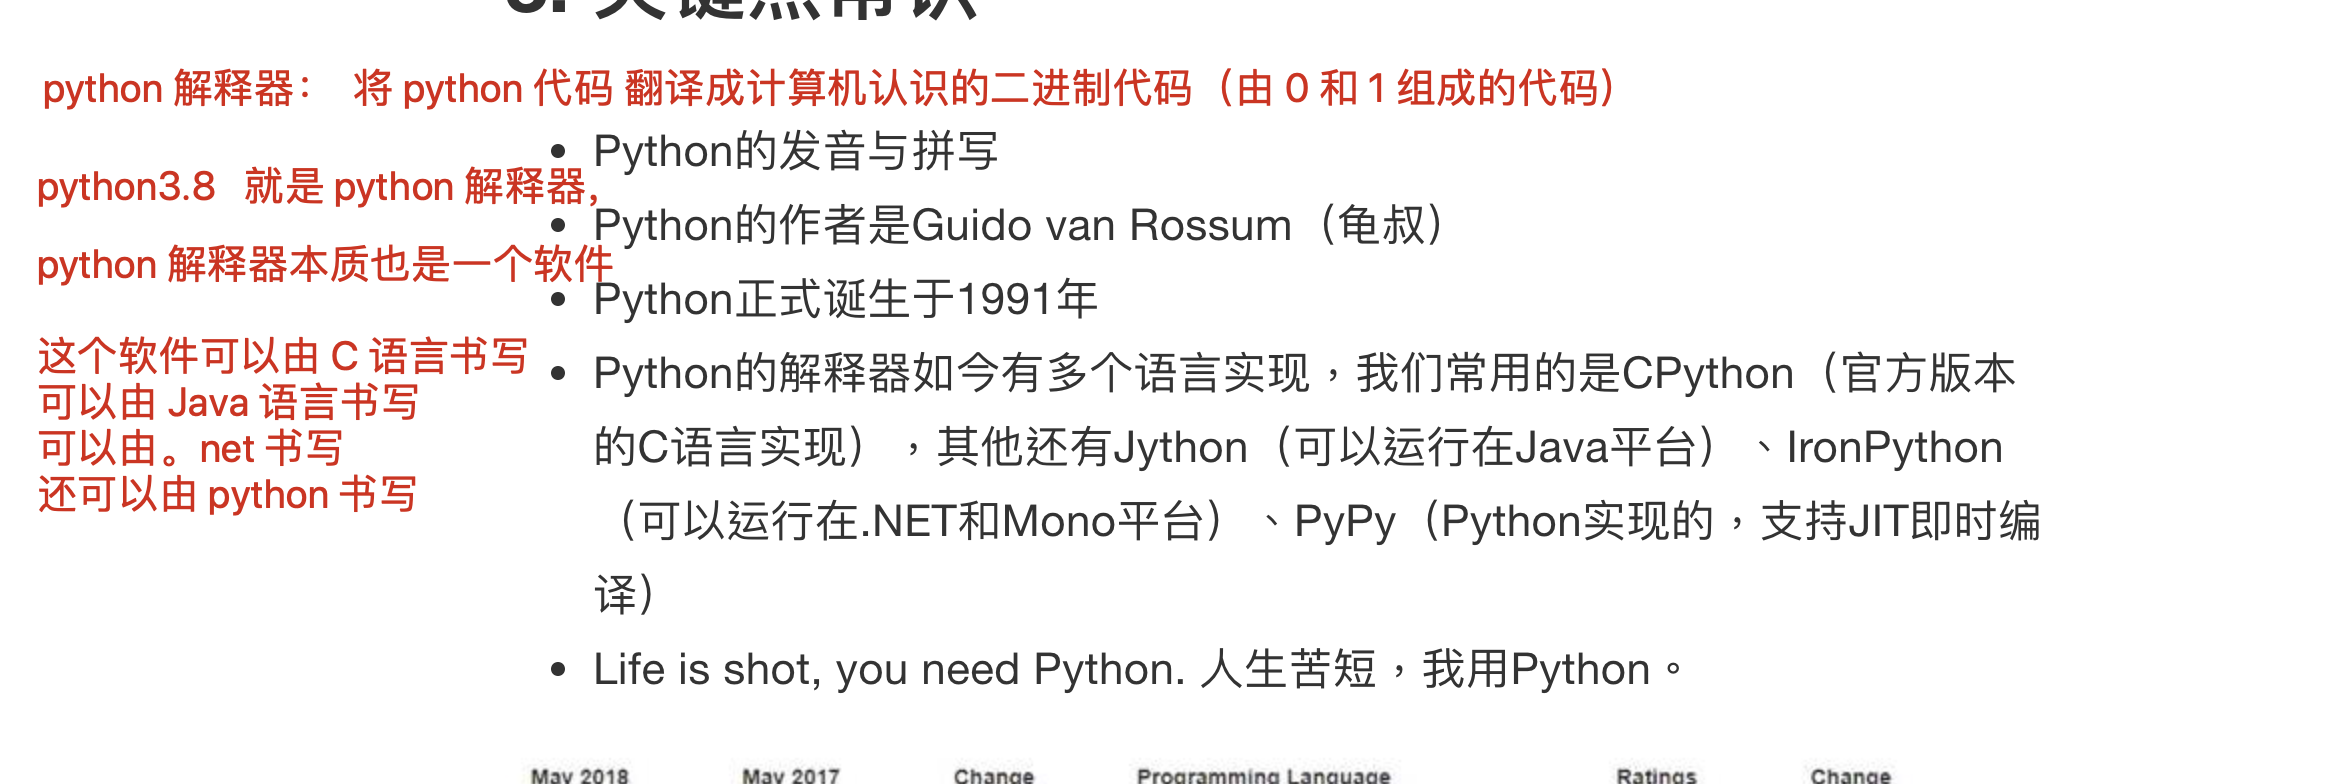 python 解释器： 将 python 代码 翻译成计算机认识的二进制代码（由 0 和 1 组成的代码）
Python的发音与拼写
python3.8 就是 python 解释器，
Python的作者是Guido van Rossum（龟叔）
python 解释器本质也是一个软件
Python正式诞生于1991年
这个软件可以由 C 语言书写
可以由 Java 语言书写
可以由。net 书写
还可以由 python 书写
Python的解释器如今有多个语言实现，我们常用的是CPython（官方版本
的C语言实现），其他还有Jython（可以运行在Java平台）、IronPython
（可以运行在.NET和Mono平台）、PyPy（Python实现的，支持JIT即时编
译）
Life is shot, you need Python. 人生苦短，我用Python。
May 2018 May 2017 Change Programming Language Ratings Change